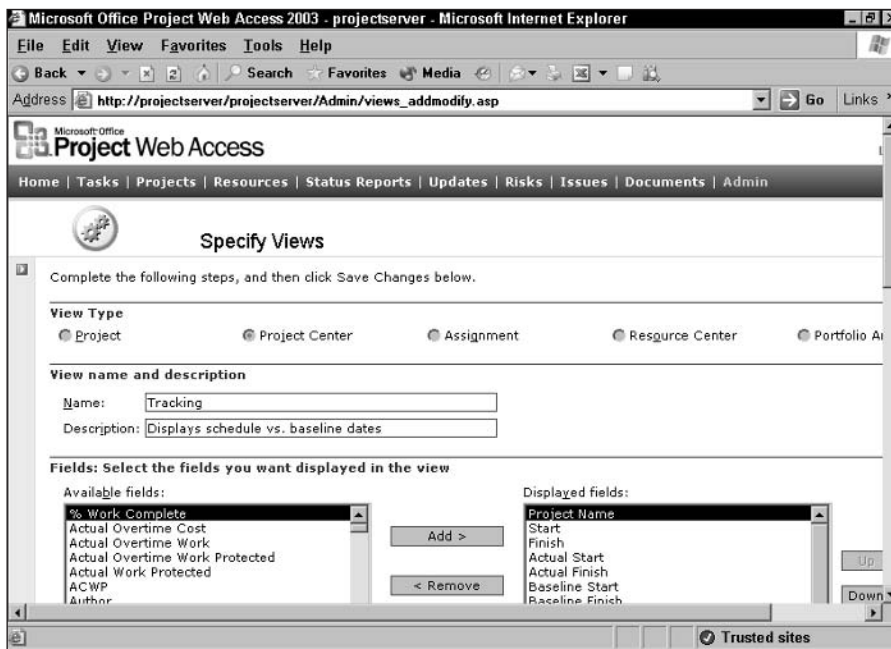 Microsoft Office Project Web Access 2003 - projectserver - Microsoft Internet Explorer
File Edit View Favorites Tools Help
Back Search Favorites Media
Address http://projectserver/projectserver/Admin/views_addmodify.asp Go Links
Microsoft Office
Project Web Access
Home | Tasks | Projects | Resources | Status Reports | Updates | Risks | Issues | Documents | Admin
Specify Views
Complete the following steps, and then click Save Changes below.
View Type
Project Project Center Assignment Resource Center Portfolio
View name and description
Name: Tracking
Description: Displays schedule vs. baseline dates
Fields: Select the fields you want displayed in the view
Available fields: Displayed fields:
% Work Complete Project Name
Actual Overtime Cost Start
Actual Overtime Work Add > Finish
Actual Overtime Work Protected Actual Start
Actual Work Protected Actual Finish Up
ACWP < Remove Baseline Start
Author Baseline Finish Down
Trusted sites